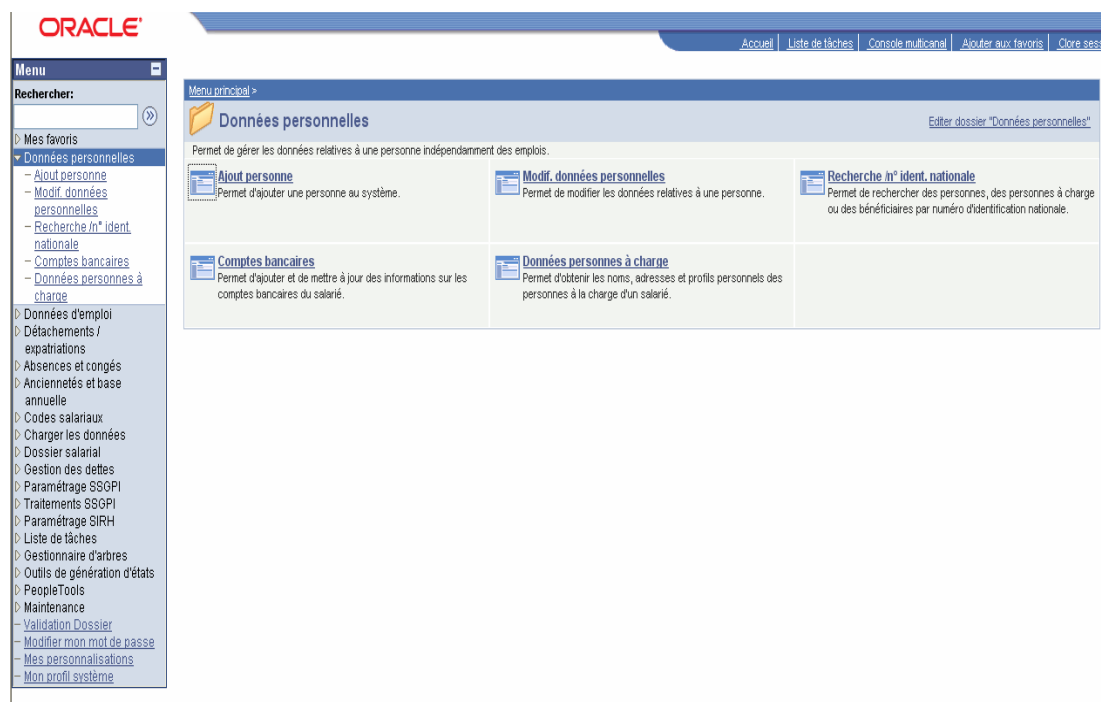 ORACLE'
Accueil | Liste de tâches | Console multicanal | Ajouter aux favoris | Clore sess
Menu
Rechercher:
Mes favoris
Données personnelles
– Ajout personne
– Modif. données
personnelles
– Recherche /n° ident.
nationale
– Comptes bancaires
– Données personnes à
charge
Données d'emploi
Détachements /
expatriations
Absences et congés
Anciennetés et base
annuelle
Codes salariaux
Charger les données
Dossier salarial
Gestion des dettes
Paramétrage SSGPI
Traitements SSGPI
Paramétrage SIRH
Liste de tâches
Gestionnaire d'arbres
Outils de génération d'états
PeopleTools
Maintenance
– Validation Dossier
– Modifier mon mot de passe
– Mes personnalisations
– Mon profil système
Menu principal >
Données personnelles
Editer dossier "Données personnelles"
Permet de gérer les données relatives à une personne indépendamment des emplois.
Ajout personne
Permet d'ajouter une personne au système.
Modif. données personnelles
Permet de modifier les données relatives à une personne.
Recherche /n° ident. nationale
Permet de rechercher des personnes, des personnes à charge
ou des bénéficiaires par numéro d'identification nationale.
Comptes bancaires
Permet d'ajouter et de mettre à jour des informations sur les
comptes bancaires du salarié.
Données personnes à charge
Permet d'obtenir les noms, adresses et profils personnels des
personnes à la charge d'un salarié.